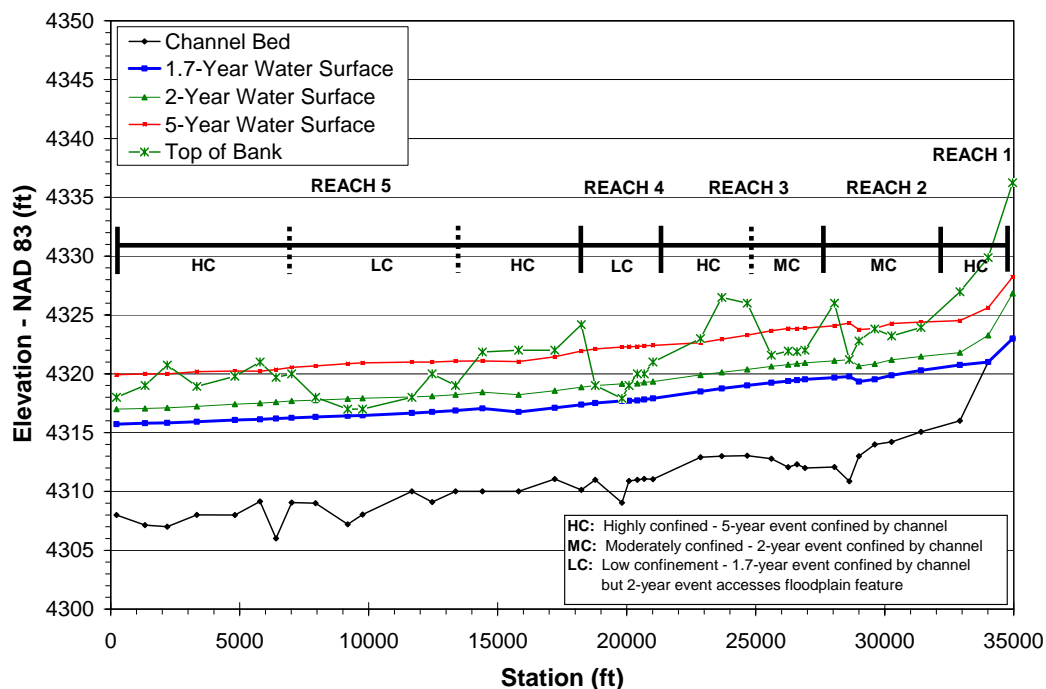 4350
4345
4340
4335
4330
4325
4320
4315
4310
4305
4300
Elevation - NAD 83 (ft)
Channel Bed
1.7-Year Water Surface
2-Year Water Surface
5-Year Water Surface
Top of Bank
REACH 1
REACH 5
REACH 4
REACH 3
REACH 2
HC
LC
HC
LC
HC
MC
MC
HC
HC: Highly confined - 5-year event confined by channel
MC: Moderately confined - 2-year event confined by channel
LC: Low confinement - 1.7-year event confined by channel
but 2-year event accesses floodplain feature
0
5000
10000
15000
20000
25000
30000
35000
Station (ft)